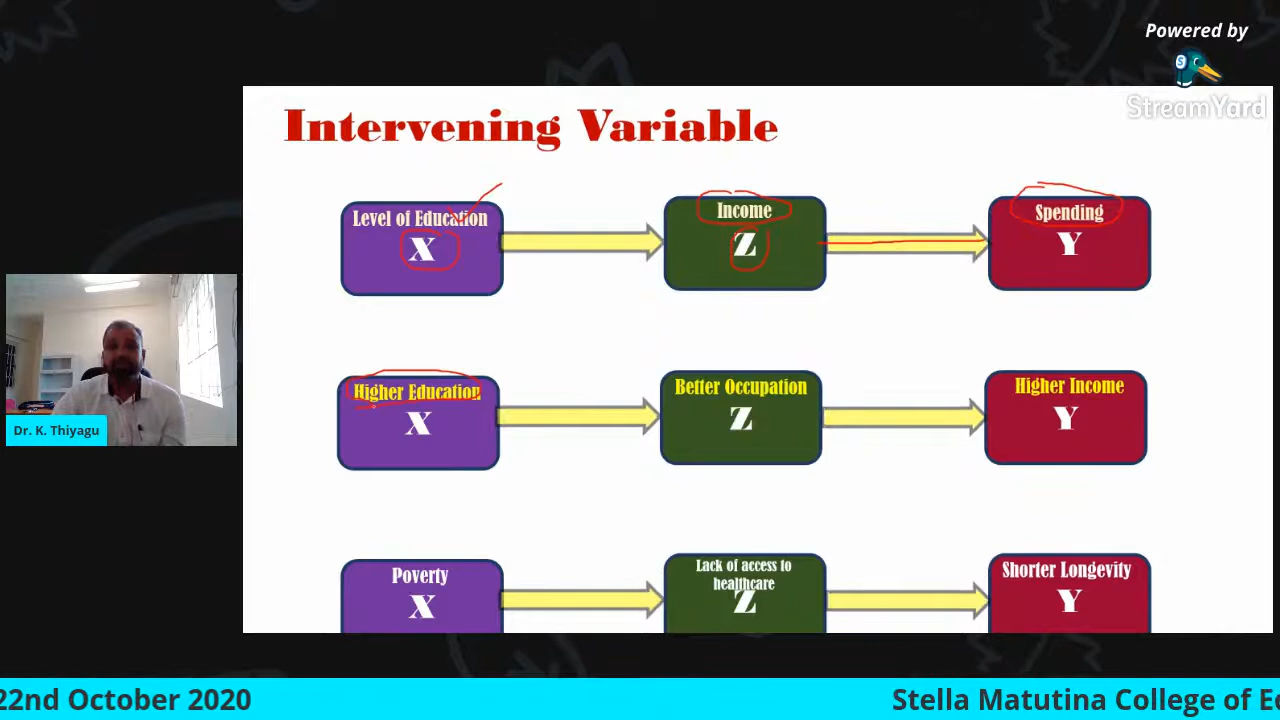 Powered by
StreamYard
Intervening Variable
Level of Education
X
Income
Z
Spending
Y
Higher Education
X
Better Occupation
Z
Higher Income
Y
Poverty
X
Lack of access to
healthcare
Z
Shorter Longevity
Y
Dr. K. Thiyagu
22nd October 2020
Stella Matutina College of